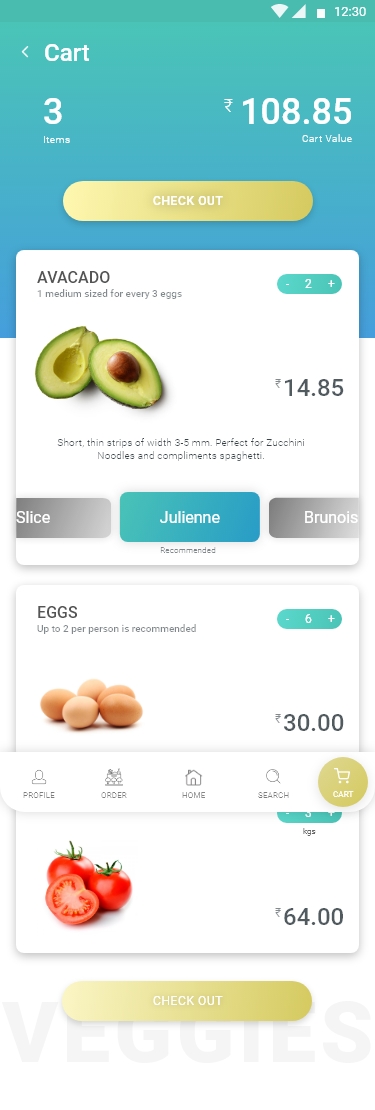 12:30
Cart
3
₹ 108.85
Items
Cart Value
CHECK OUT
AVACADO
1 medium sized for every 3 eggs
- 2 +
₹14.85
Short, thin strips of width 3-5 mm. Perfect for Zucchini
Noodles and compliments spaghetti.
Slice
Julienne
Brunois
Recommended
EGGS
Up to 2 per person is recommended
- 6 +
₹30.00
PROFILE
ORDER
HOME
SEARCH
CART
- 3 +
kgs
₹64.00
CHECK OUT
VEGGIES